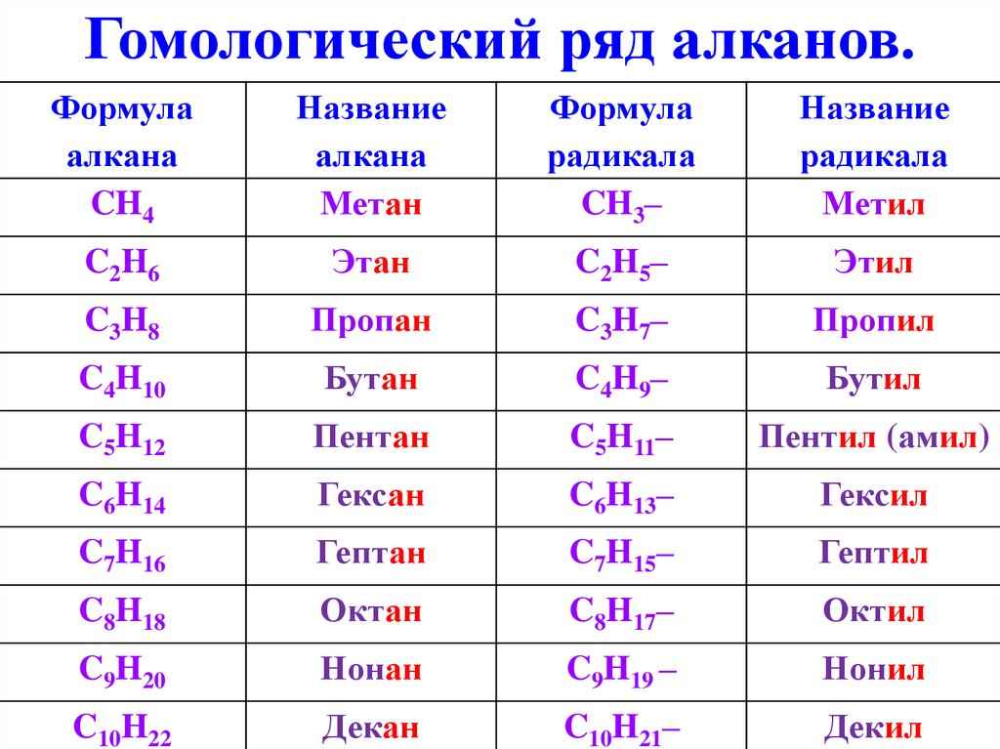 Гомологический ряд алканов.
Формула алкана Название алкана Формула радикала Название радикала
CH₄ Метан CH₃– Метил
C₂H₆ Этан C₂H₅– Этил
C₃H₈ Пропан C₃H₇– Пропил
C₄H₁₀ Бутан C₄H₉– Бутил
C₅H₁₂ Пентан C₅H₁₁– Пентил (амил)
C₆H₁₄ Гексан C₆H₁₃– Гексил
C₇H₁₆ Гептан C₇H₁₅– Гептил
C₈H₁₈ Октан C₈H₁₇– Октил
C₉H₂₀ Нонан C₉H₁₉ – Нонил
C₁₀H₂₂ Декан C₁₀H₂₁– Декил